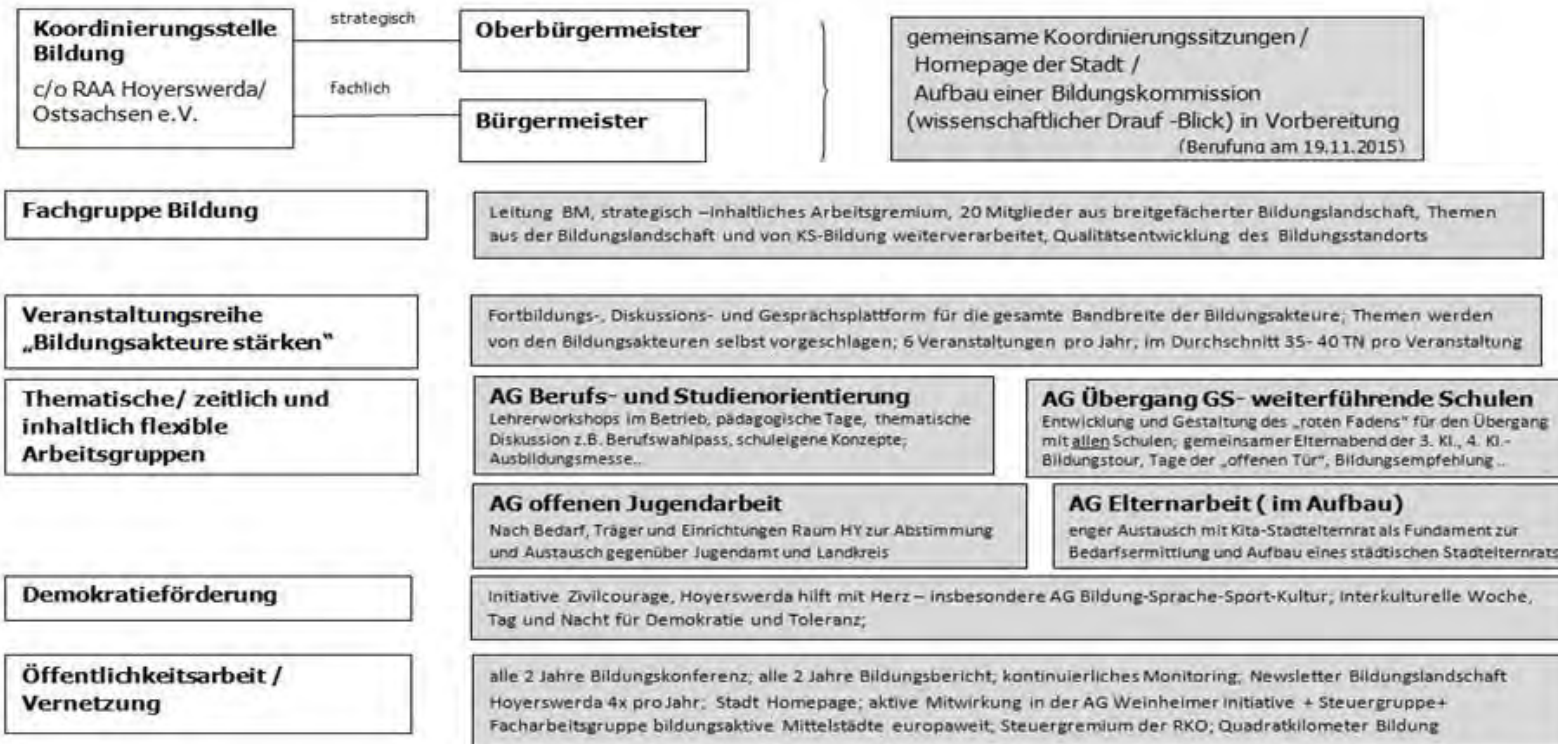 Koordinierungsstelle
Bildung
c/o RAA Hoyerswerda/
Ostsachsen e.V.
strategisch
fachlich
Oberbürgermeister
Bürgermeister
gemeinsame Koordinierungssitzungen /
Homepage der Stadt /
Aufbau einer Bildungskommission
(wissenschaftlicher Drauf -Blick) in Vorbereitung
(Berufung am 19.11.2015)
Fachgruppe Bildung
Leitung BM, strategisch –inhaltliches Arbeitsgremium, 20 Mitglieder aus breitgefächerter Bildungslandschaft, Themen
aus der Bildungslandschaft und von KS-Bildung weiterverarbeitet, Qualitätsentwicklung des Bildungsstandorts
Veranstaltungsreihe
„Bildungsakteure stärken"
Fortbildungs-, Diskussions- und Gesprächsplattform für die gesamte Bandbreite der Bildungsakteure; Themen werden
von den Bildungsakteuren selbst vorgeschlagen; 6 Veranstaltungen pro Jahr; im Durchschnitt 35- 40 TN pro Veranstaltung
Thematische/ zeitlich und
inhaltlich flexible
Arbeitsgruppen
AG Berufs- und Studienorientierung
Lehrerworkshops im Betrieb, pädagogische Tage, thematische
Diskussion z.B. Berufswahlpass, schuleigene Konzepte;
Ausbildungsmesse..
AG Übergang GS- weiterführende Schulen
Entwicklung und Gestaltung des „roten Fadens" für den Übergang
mit allen Schulen; gemeinsamer Elternabend der 3. Kl., 4. Kl.-
Bildungstour, Tage der „offenen Tür", Bildungsempfehlung ..
AG offenen Jugendarbeit
Nach Bedarf, Träger und Einrichtungen Raum HY zur Abstimmung
und Austausch gegenüber Jugendamt und Landkreis
AG Elternarbeit ( im Aufbau)
enger Austausch mit Kita-Stadtelternrat als Fundament zur
Bedarfsermittlung und Aufbau eines städtischen Stadtelternrats
Demokratieförderung
Initiative Zivilcourage, Hoyerswerda hilft mit Herz – insbesondere AG Bildung-Sprache-Sport-Kultur; Interkulturelle Woche,
Tag und Nacht für Demokratie und Toleranz;
Öffentlichkeitsarbeit /
Vernetzung
alle 2 Jahre Bildungskonferenz; alle 2 Jahre Bildungsbericht; kontinuierliches Monitoring; Newsletter Bildungslandschaft
Hoyerswerda 4x pro Jahr; Stadt Homepage; aktive Mitwirkung in der AG Weinheimer Initiative + Steuergruppe+
Facharbeitsgruppe bildungsaktive Mittelstädte europaweit; Steuergremium der RKO; Quadratkilometer Bildung